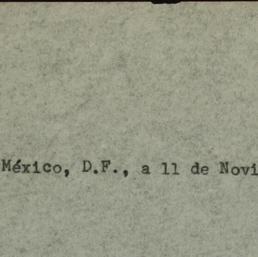 México, D.F., a 11 de Novi